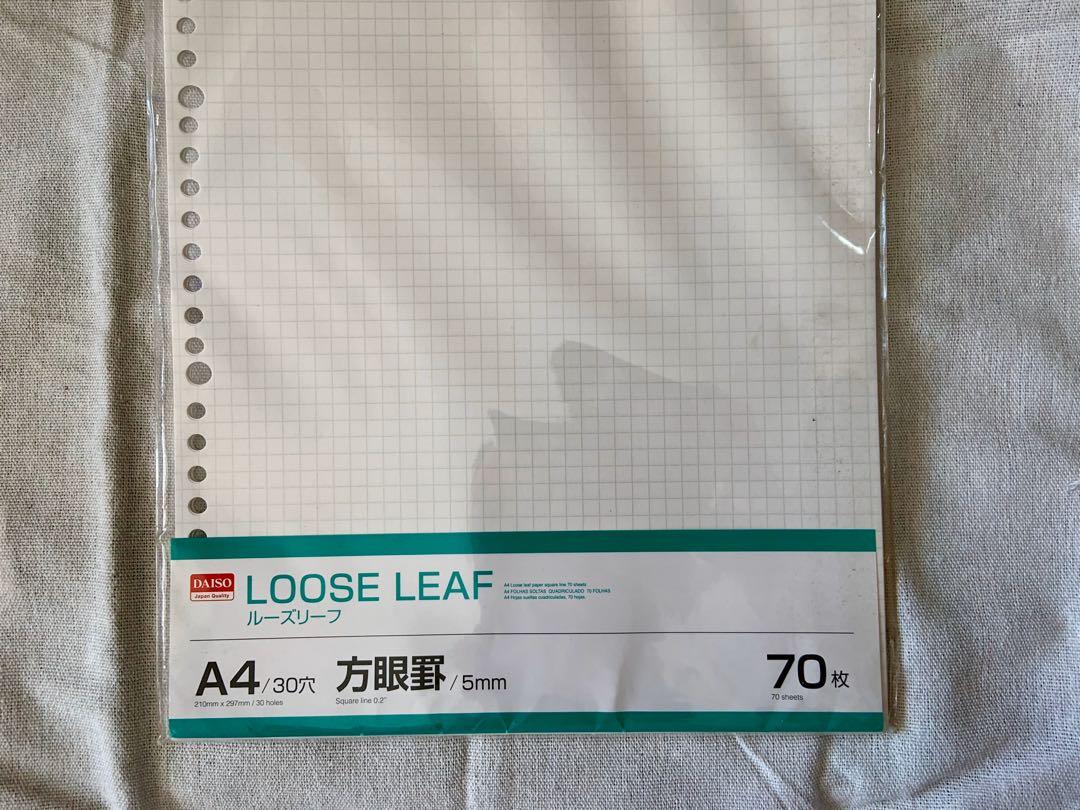 DAISO
Japan Quality
LOOSE LEAF
ルーズリーフ
A4 Loose leaf paper square line 70 sheets
A4 FOLHAS SOLTAS QUADRICULADO 70 FOLHAS
A4 Hojas sueltas cuadriculadas, 70 hojas.
A4/30穴
210mm x 297mm / 30 holes
方眼罫/5mm
Square line 0.2"
70枚
70 sheets